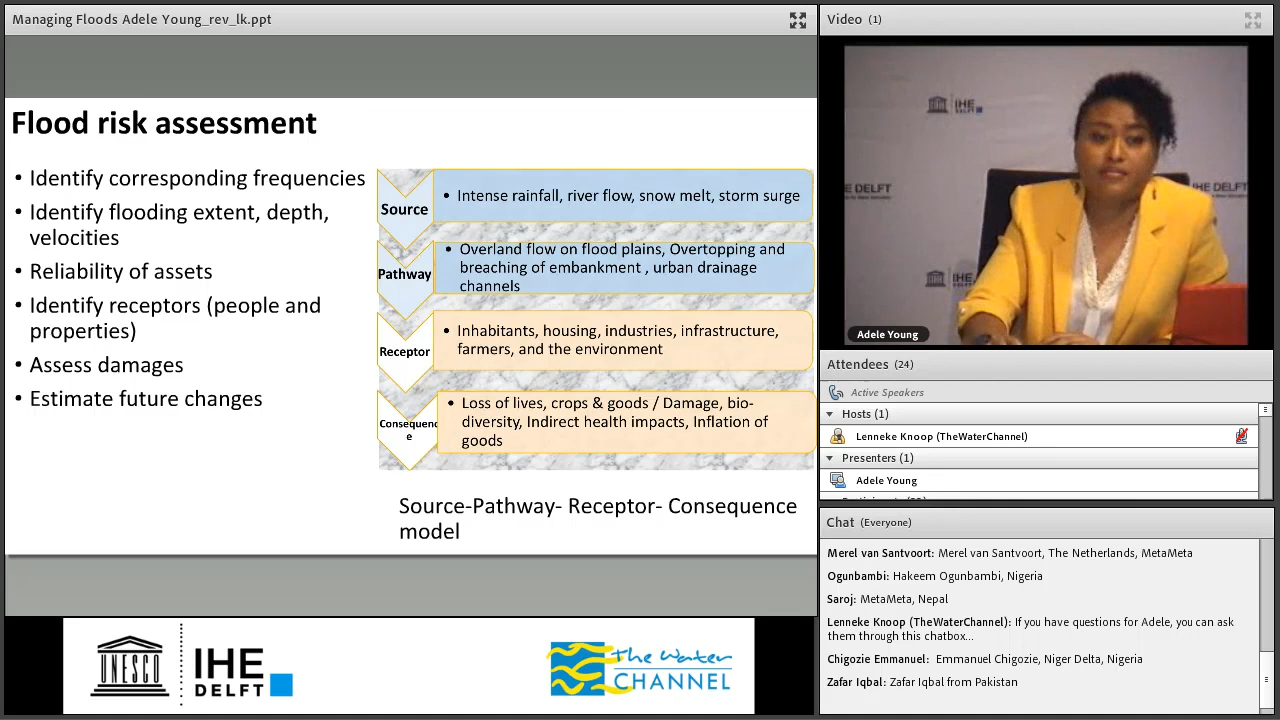 Managing Floods Adele Young_rev_lk.ppt
Flood risk assessment
• Identify corresponding frequencies
• Identify flooding extent, depth,
velocities
• Reliability of assets
• Identify receptors (people and
properties)
• Assess damages
• Estimate future changes
Source
• Intense rainfall, river flow, snow melt, storm surge
Pathway
• Overland flow on flood plains, Overtopping and
breaching of embankment , urban drainage
channels
Receptor
• Inhabitants, housing, industries, infrastructure,
farmers, and the environment
Consequenc
e
• Loss of lives, crops & goods / Damage, bio-
diversity, Indirect health impacts, Inflation of
goods
Source-Pathway- Receptor- Consequence
model
UNESCO
IHE
DELFT
The Water
CHANNEL
Video (1)
IHE
IHE DELFT
IHE DELFT
IHE
Adele Young
Attendees (24)
Active Speakers
Hosts (1)
Lenneke Knoop (TheWaterChannel)
Presenters (1)
Adele Young
Chat (Everyone)
Merel van Santvoort: Merel van Santvoort, The Netherlands, MetaMeta
Ogunbambi: Hakeem Ogunbambi, Nigeria
Saroj: MetaMeta, Nepal
Lenneke Knoop (TheWaterChannel): If you have questions for Adele, you can ask
them through this chatbox...
Chigozie Emmanuel: Emmanuel Chigozie, Niger Delta, Nigeria
Zafar Iqbal: Zafar Iqbal from Pakistan